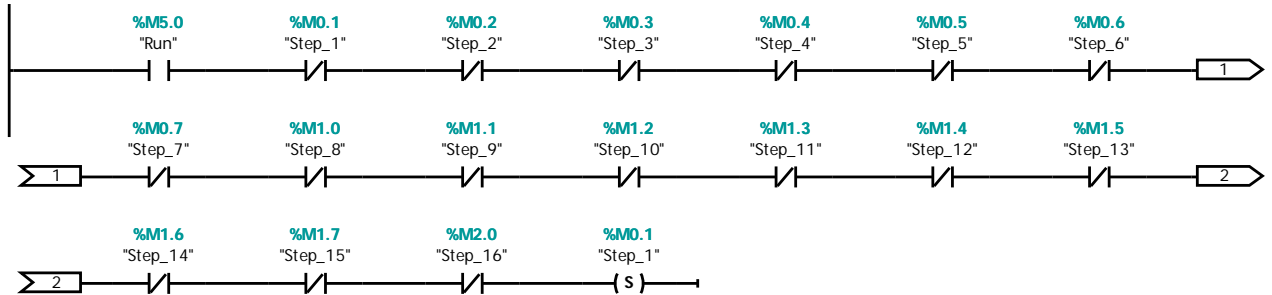 %M5.0 %M0.1 %M0.2 %M0.3 %M0.4 %M0.5 %M0.6
"Run" "Step_1" "Step_2" "Step_3" "Step_4" "Step_5" "Step_6"
1
%M0.7 %M1.0 %M1.1 %M1.2 %M1.3 %M1.4 %M1.5
"Step_7" "Step_8" "Step_9" "Step_10" "Step_11" "Step_12" "Step_13"
1 2
%M1.6 %M1.7 %M2.0 %M0.1
"Step_14" "Step_15" "Step_16" "Step_1"
2 S